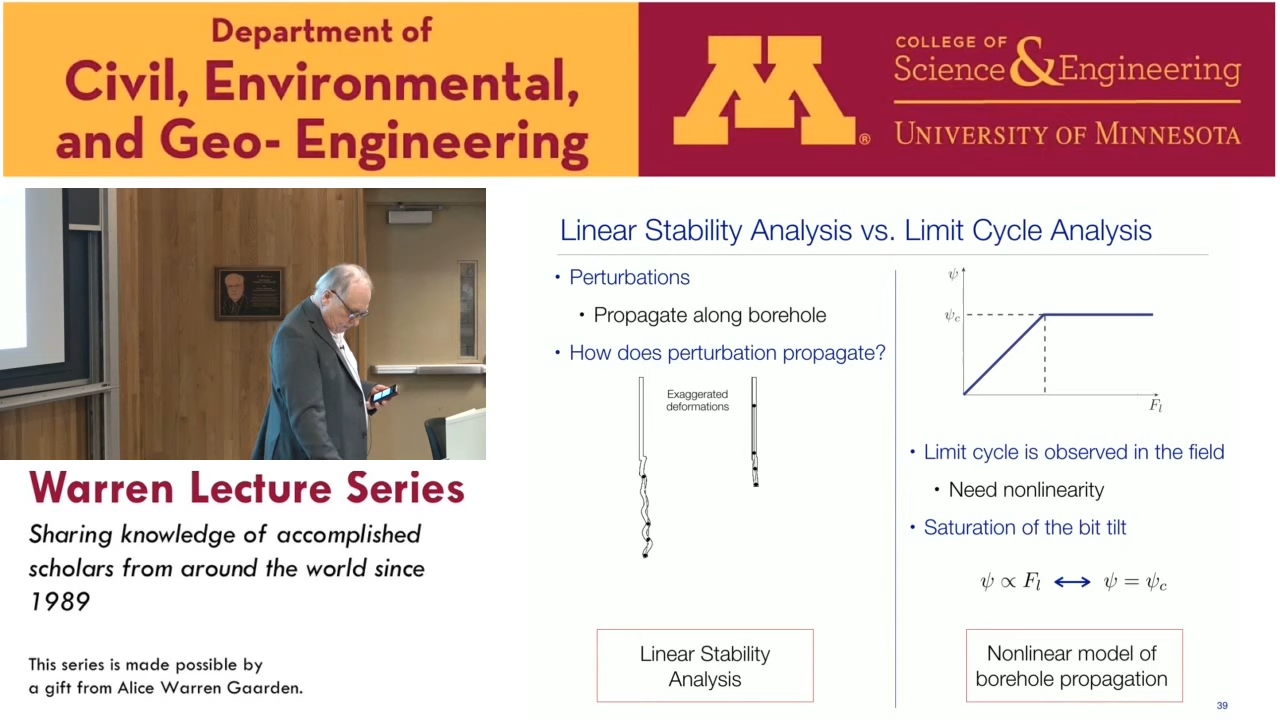 Department of
Civil, Environmental,
and Geo- Engineering
M
®
COLLEGE OF
Science & Engineering
UNIVERSITY OF MINNESOTA
Warren Lecture Series
Sharing knowledge of accomplished
scholars from around the world since
1989
This series is made possible by
a gift from Alice Warren Gaarden.
Linear Stability Analysis vs. Limit Cycle Analysis
• Perturbations
• Propagate along borehole
• How does perturbation propagate?
Exaggerated
deformations
Linear Stability
Analysis
ψ
ψc
Fl
• Limit cycle is observed in the field
• Need nonlinearity
• Saturation of the bit tilt
ψ ∝ Fl ⟷ ψ = ψc
Nonlinear model of
borehole propagation
39